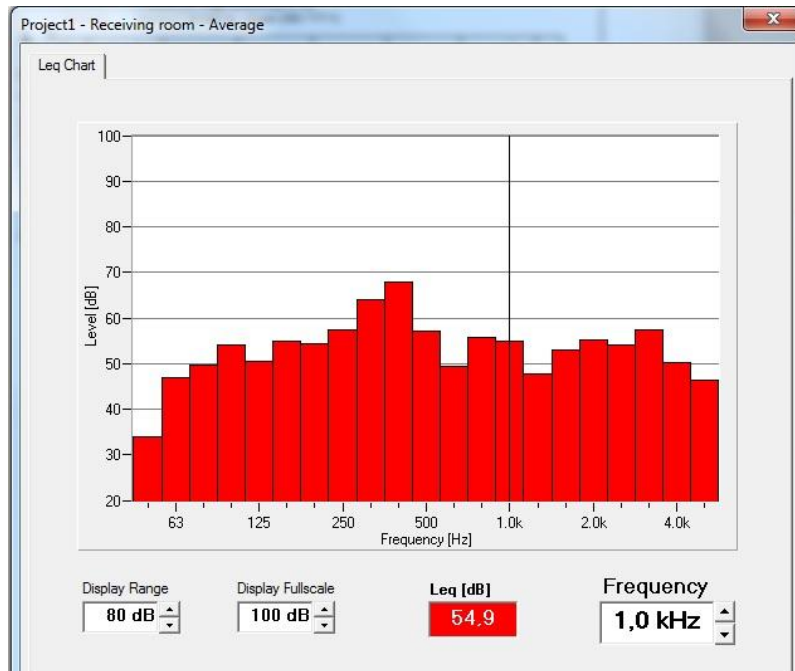 Project1 - Receiving room - Average
Leq Chart
100
90
80
70
60
50
40
30
20
Level [dB]
63 125 250 500 1.0k 2.0k 4.0k
Frequency [Hz]
Display Range Display Fullscale Leq [dB] Frequency
80 dB 100 dB 54,9 1,0 kHz